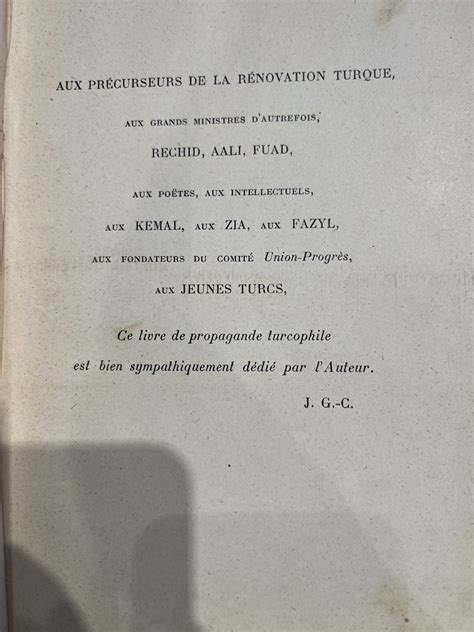 AUX PRÉCURSEURS DE LA RÉNOVATION TURQUE,
AUX GRANDS MINISTRES D'AUTREFOIS,
RECHID, AALI, FUAD,
AUX POËTES, AUX INTELLECTUELS,
AUX KEMAL, AUX ZIA, AUX FAZYL,
AUX FONDATEURS DU COMITÉ Union-Progrès,
AUX JEUNES TURCS,
Ce livre de propagande turcophile
est bien sympathiquement dédié par l'Auteur.
J. G.-C.